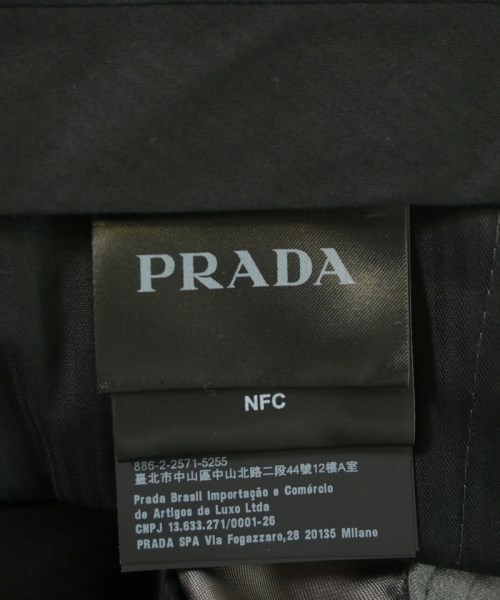 PRADA
NFC
886-2-2571-5255
臺北市中山區中山北路二段44號12樓A室
Prada Brasil Importação e Comércio
de Artigos de Luxo Ltda
CNPJ 13.633.271/0001-26
PRADA SPA Via Fogazzaro,28 20135 Milano